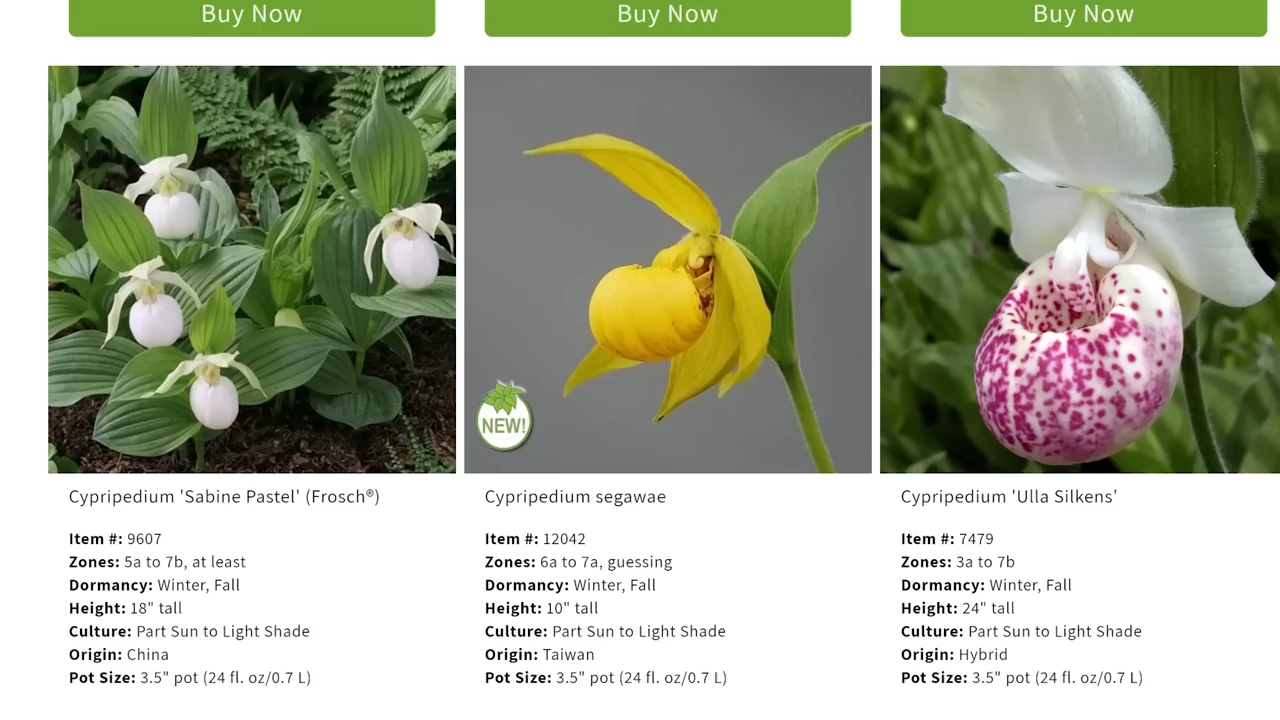 Buy Now
Buy Now
Buy Now
NEW!
Cypripedium 'Sabine Pastel' (Frosch®)
Item #: 9607
Zones: 5a to 7b, at least
Dormancy: Winter, Fall
Height: 18" tall
Culture: Part Sun to Light Shade
Origin: China
Pot Size: 3.5" pot (24 fl. oz/0.7 L)
Cypripedium segawae
Item #: 12042
Zones: 6a to 7a, guessing
Dormancy: Winter, Fall
Height: 10" tall
Culture: Part Sun to Light Shade
Origin: Taiwan
Pot Size: 3.5" pot (24 fl. oz/0.7 L)
Cypripedium 'Ulla Silkens'
Item #: 7479
Zones: 3a to 7b
Dormancy: Winter, Fall
Height: 24" tall
Culture: Part Sun to Light Shade
Origin: Hybrid
Pot Size: 3.5" pot (24 fl. oz/0.7 L)